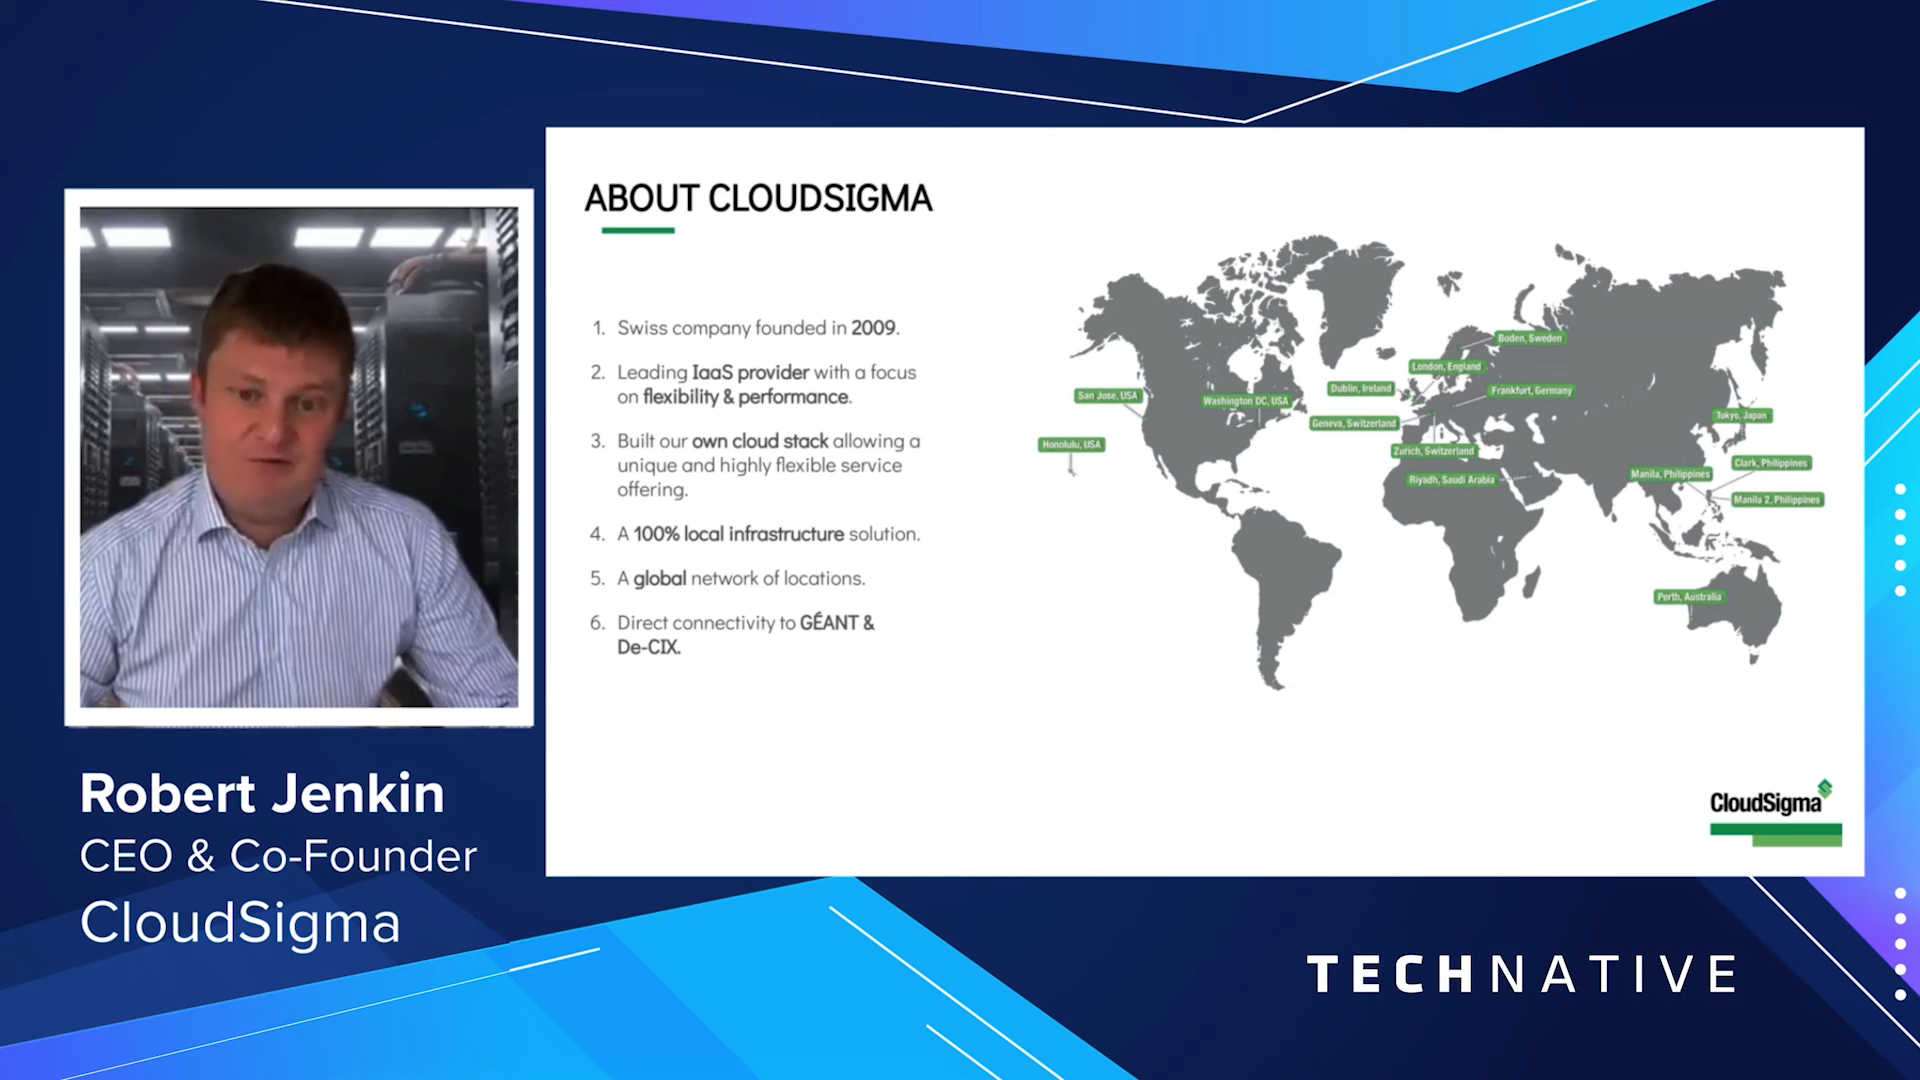 ABOUT CLOUDSIGMA
1. Swiss company founded in 2009.
2. Leading IaaS provider with a focus
on flexibility & performance.
3. Built our own cloud stack allowing a
unique and highly flexible service
offering.
4. A 100% local infrastructure solution.
5. A global network of locations.
6. Direct connectivity to GÉANT &
De-CIX.
Boden, Sweden
London, England
Dublin, Ireland
Frankfurt, Germany
San Jose, USA
Washington DC, USA
Geneva, Switzerland
Tokyo, Japan
Honolulu, USA
Zurich, Switzerland
Clark, Philippines
Manila, Philippines
Riyadh, Saudi Arabia
Manila 2, Philippines
Perth, Australia
CloudSigma
Robert Jenkin
CEO & Co-Founder
CloudSigma
TECHNATIVE